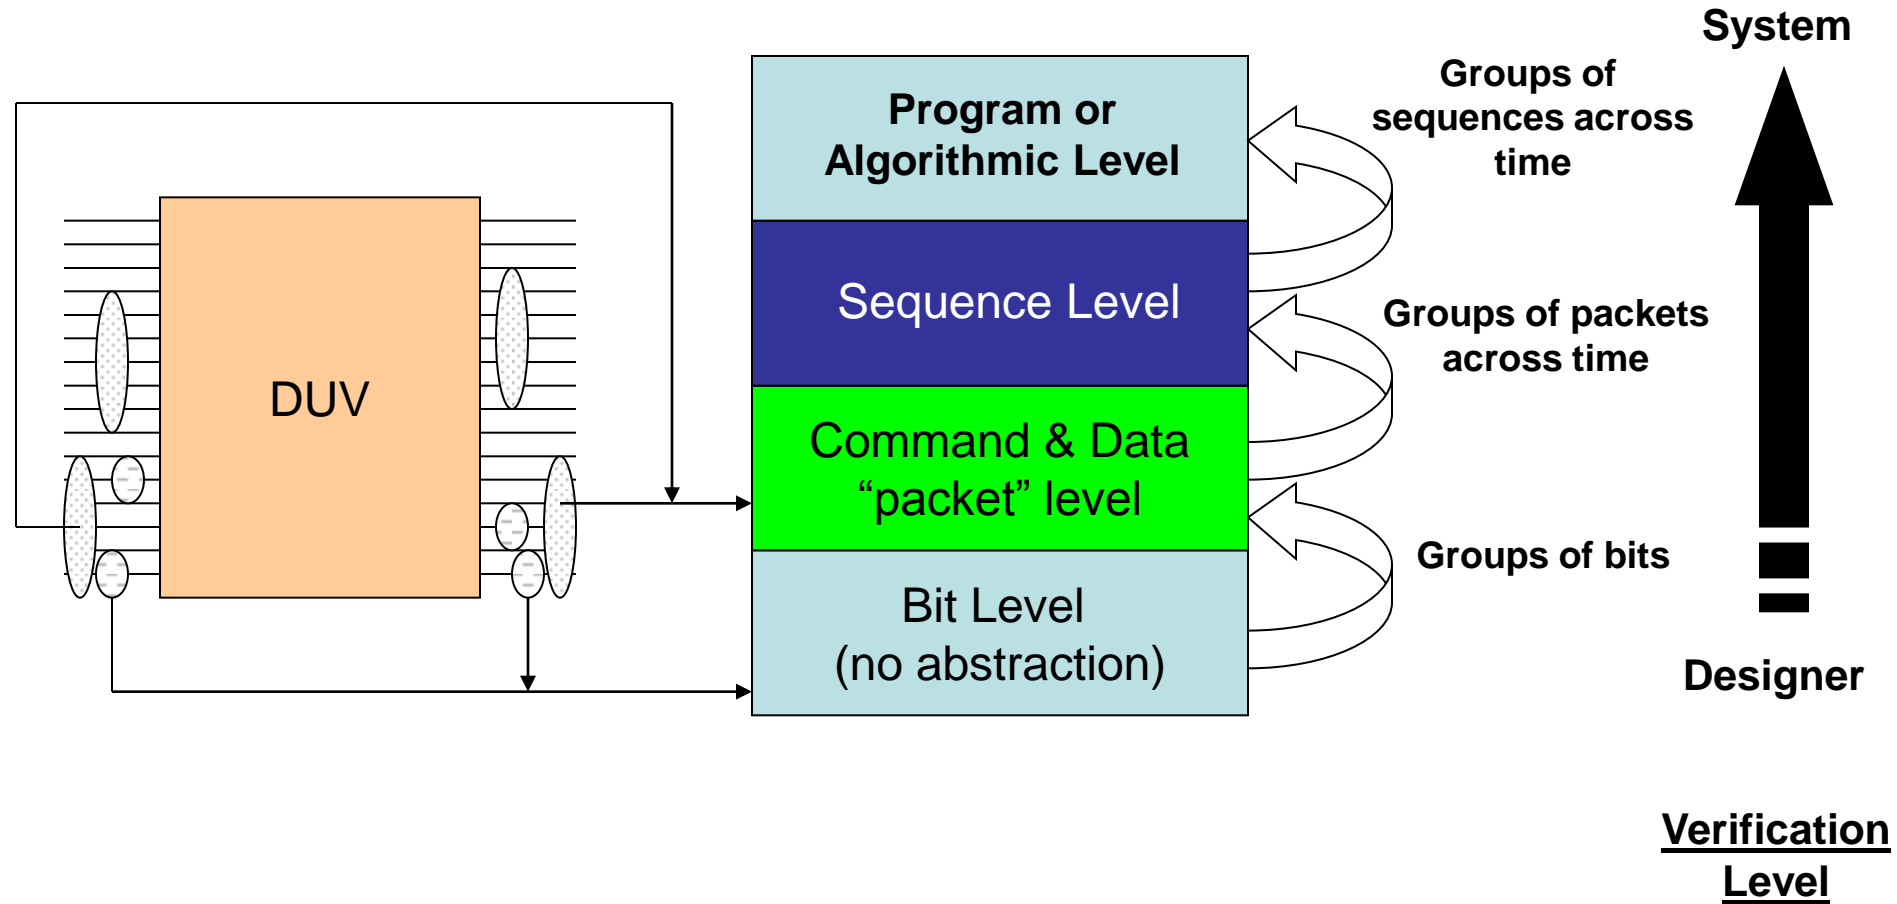 System
Groups of
sequences across
time
Program or
Algorithmic Level
Sequence Level
Groups of packets
across time
DUV
Command & Data
“packet” level
Groups of bits
Bit Level
(no abstraction)
Designer
Verification
Level